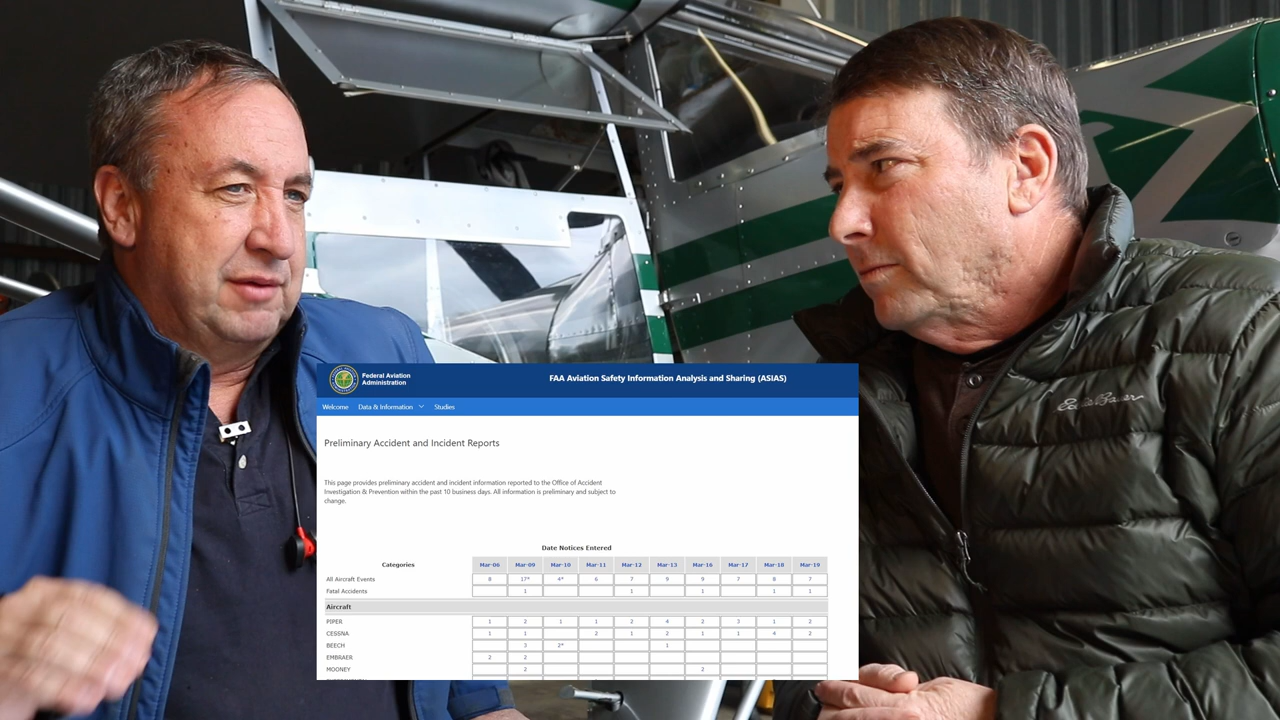 Federal Aviation
Administration
FAA Aviation Safety Information Analysis and Sharing (ASIAS)
Welcome Data & Information Studies
Preliminary Accident and Incident Reports
This page provides preliminary accident and incident information reported to the Office of Accident
Investigation & Prevention within the past 10 business days. All information is preliminary and subject to
change.
Date Notices Entered
Categories Mar-06 Mar-09 Mar-10 Mar-11 Mar-12 Mar-13 Mar-16 Mar-17 Mar-18 Mar-19
All Aircraft Events 8 17* 4* 6 7 9 9 7 8 7
Fatal Accidents 1 1 1 1 1
Aircraft
PIPER 1 2 1 1 2 4 2 3 1 2
CESSNA 1 1 2 1 2 1 1 4 2
BEECH 3 2* 1
EMBRAER 2 2
MOONEY 2 2
Eddie Bauer